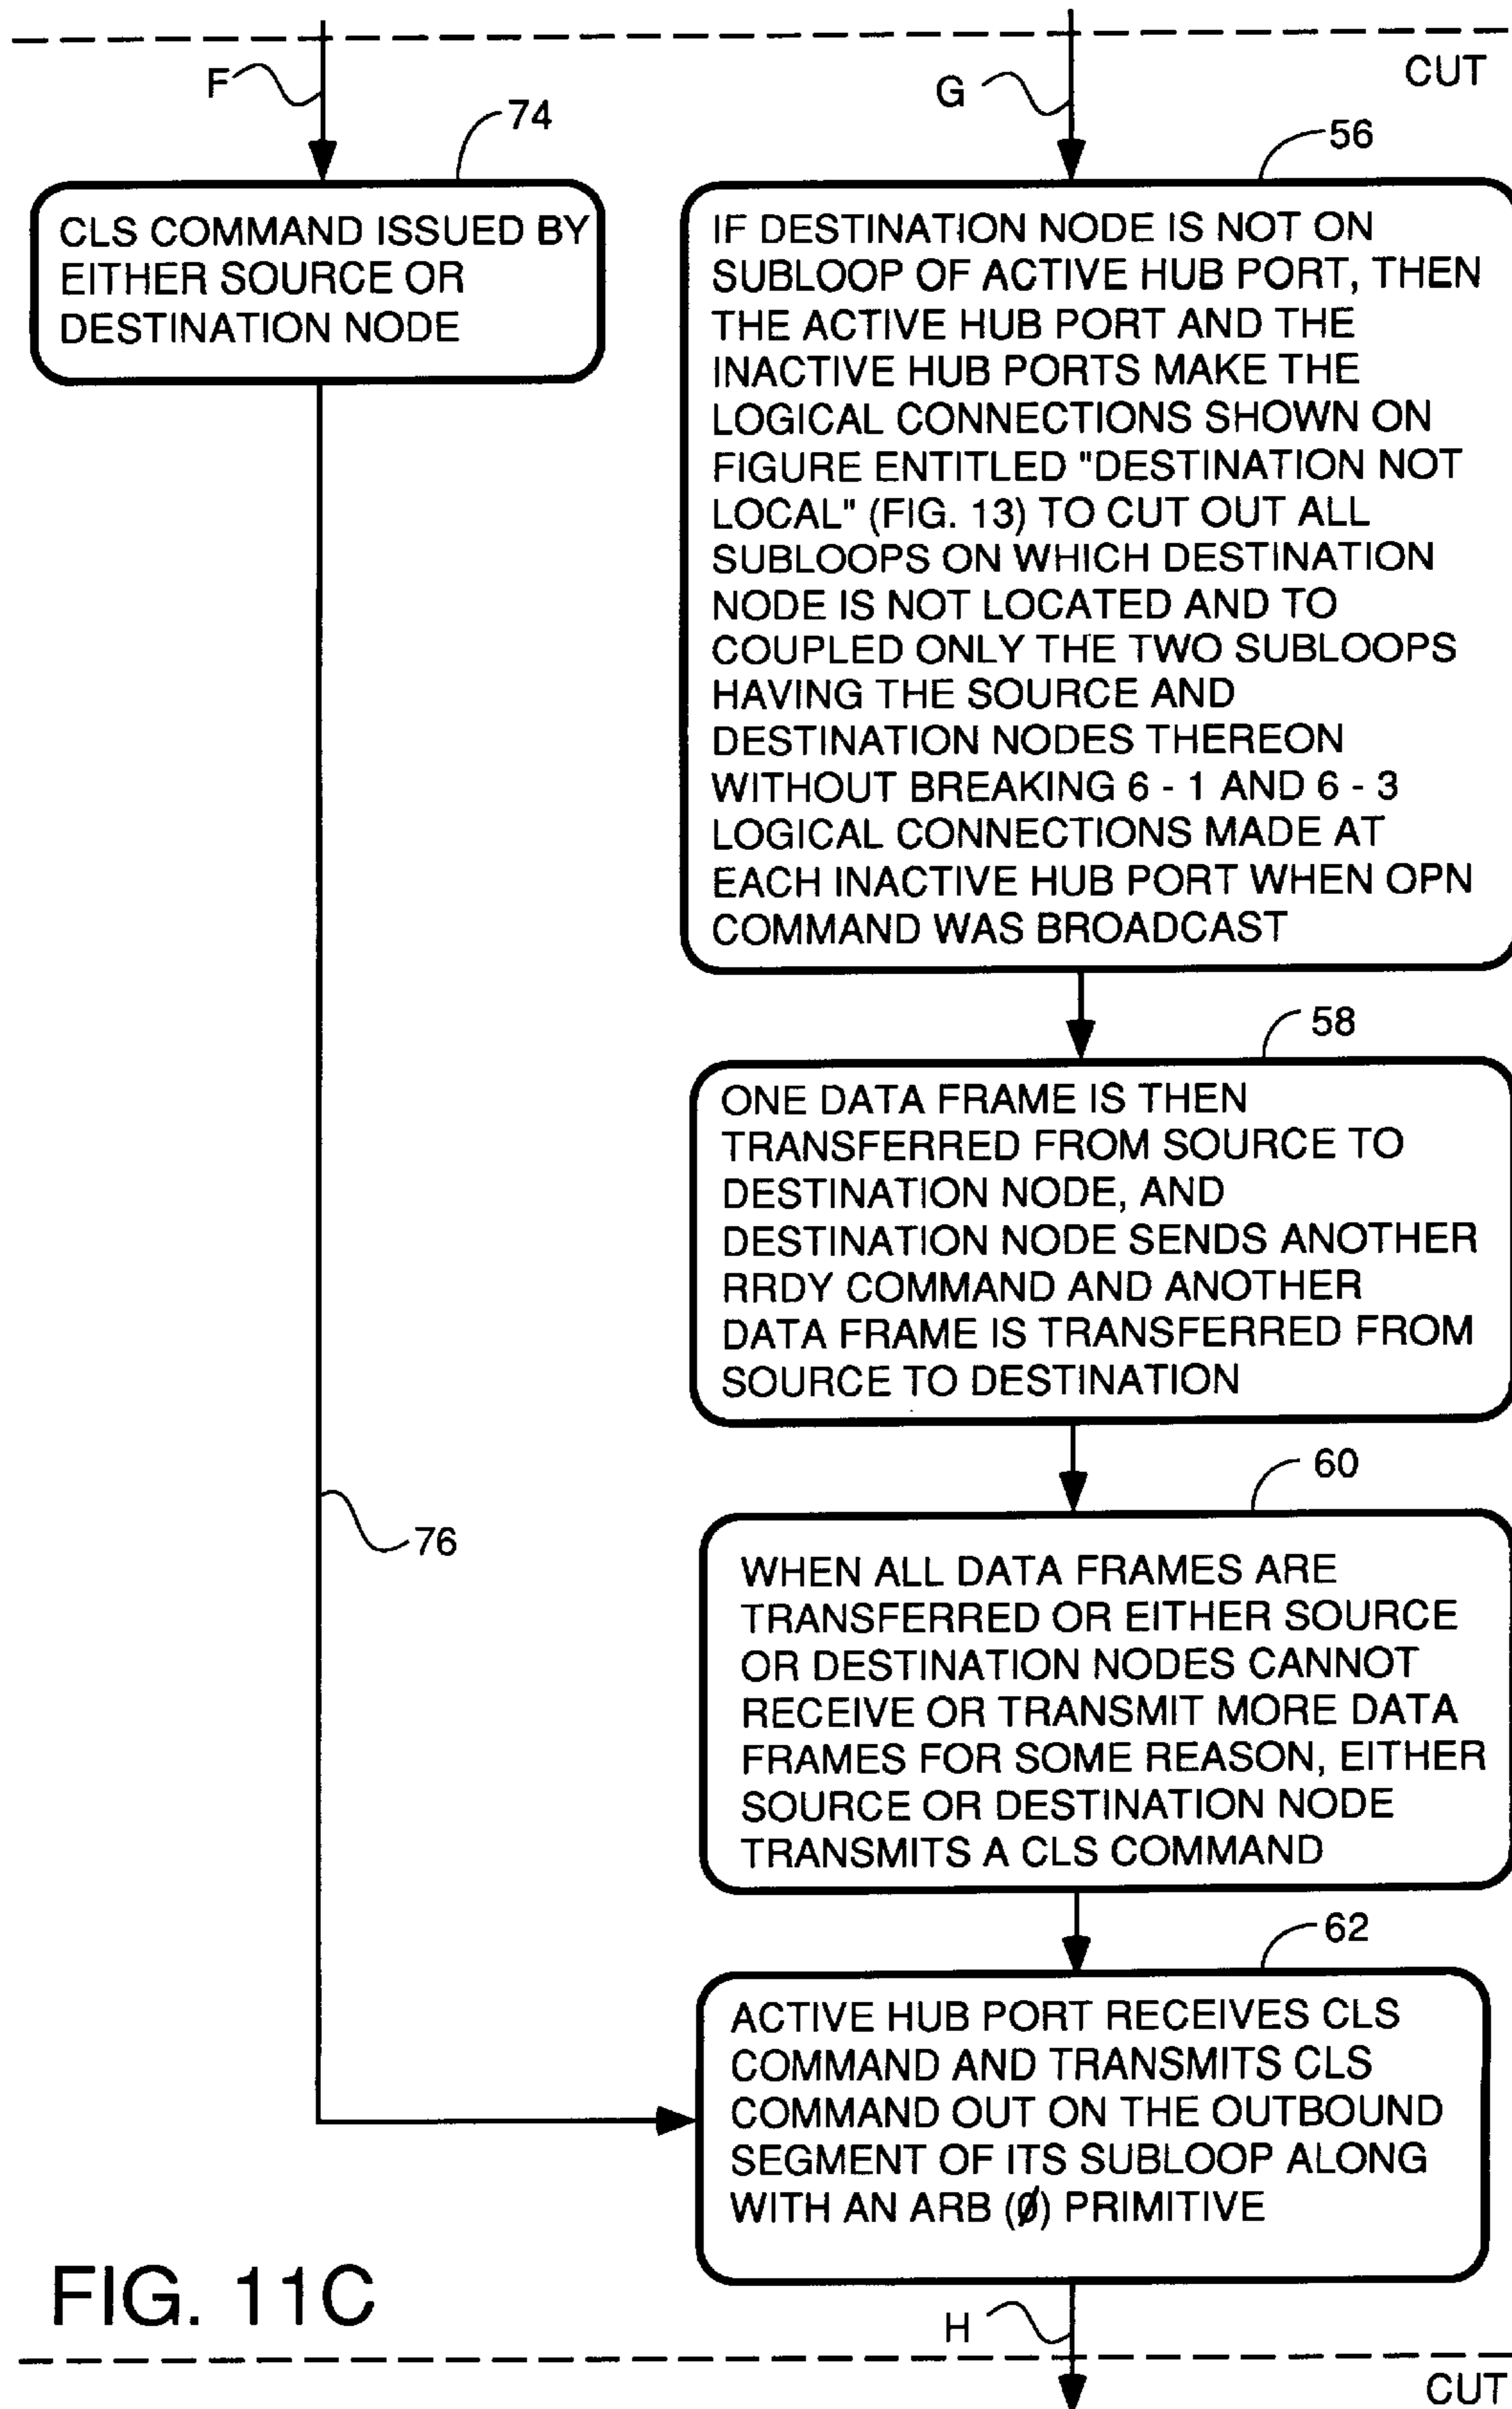 CUT
F
G
74
56
CLS COMMAND ISSUED BY
EITHER SOURCE OR
DESTINATION NODE
IF DESTINATION NODE IS NOT ON
SUBLOOP OF ACTIVE HUB PORT, THEN
THE ACTIVE HUB PORT AND THE
INACTIVE HUB PORTS MAKE THE
LOGICAL CONNECTIONS SHOWN ON
FIGURE ENTITLED "DESTINATION NOT
LOCAL" (FIG. 13) TO CUT OUT ALL
SUBLOOPS ON WHICH DESTINATION
NODE IS NOT LOCATED AND TO
COUPLED ONLY THE TWO SUBLOOPS
HAVING THE SOURCE AND
DESTINATION NODES THEREON
WITHOUT BREAKING 6 - 1 AND 6 - 3
LOGICAL CONNECTIONS MADE AT
EACH INACTIVE HUB PORT WHEN OPN
COMMAND WAS BROADCAST
58
ONE DATA FRAME IS THEN
TRANSFERRED FROM SOURCE TO
DESTINATION NODE, AND
DESTINATION NODE SENDS ANOTHER
RRDY COMMAND AND ANOTHER
DATA FRAME IS TRANSFERRED FROM
SOURCE TO DESTINATION
60
76
WHEN ALL DATA FRAMES ARE
TRANSFERRED OR EITHER SOURCE
OR DESTINATION NODES CANNOT
RECEIVE OR TRANSMIT MORE DATA
FRAMES FOR SOME REASON, EITHER
SOURCE OR DESTINATION NODE
TRANSMITS A CLS COMMAND
62
ACTIVE HUB PORT RECEIVES CLS
COMMAND AND TRANSMITS CLS
COMMAND OUT ON THE OUTBOUND
SEGMENT OF ITS SUBLOOP ALONG
WITH AN ARB (Ø) PRIMITIVE
FIG. 11C
H
CUT